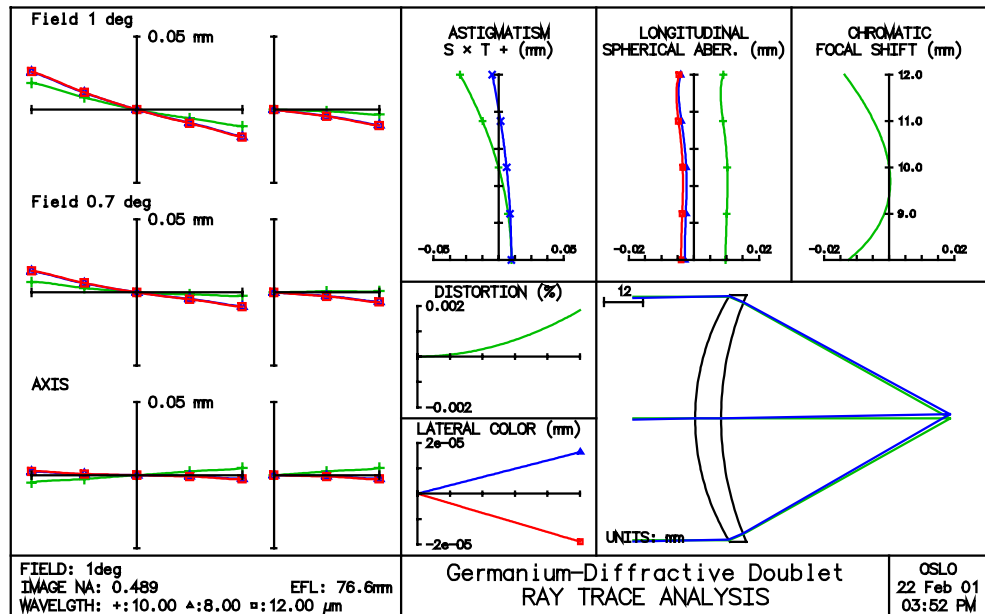 Field 1 deg
0.05 mm
Field 0.7 deg
0.05 mm
AXIS
0.05 mm
ASTIGMATISM
S × T + (mm)
-0.05
0.05
LONGITUDINAL
SPHERICAL ABER. (mm)
-0.02
0.02
CHROMATIC
FOCAL SHIFT (mm)
12.0
11.0
10.0
9.0
-0.02
0.02
DISTORTION (%)
0.002
-0.002
LATERAL COLOR (mm)
2e-05
-2e-05
12
UNITS: mm
FIELD: 1deg
IMAGE NA: 0.489 EFL: 76.6mm
WAVELGTH: +:10.00 ▵:8.00 ¤:12.00 µm
Germanium-Diffractive Doublet
RAY TRACE ANALYSIS
OSLO
22 Feb 01
03:52 PM